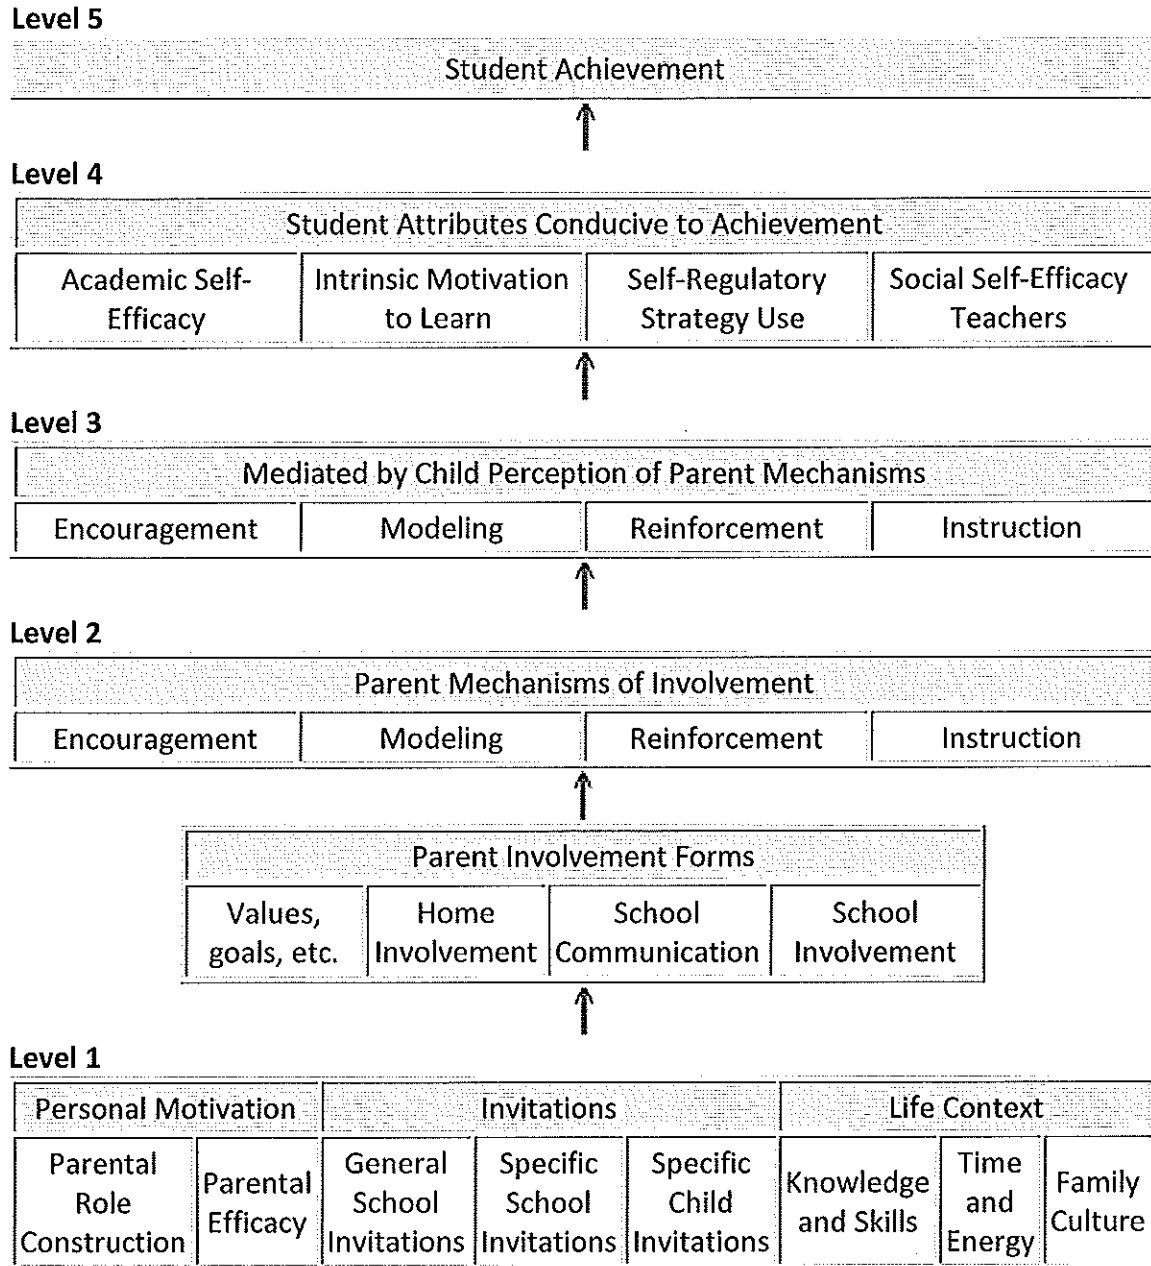 Level 5
Student Achievement
Level 4
Student Attributes Conducive to Achievement
Academic Self-
Efficacy
Intrinsic Motivation
to Learn
Self-Regulatory
Strategy Use
Social Self-Efficacy
Teachers
Level 3
Mediated by Child Perception of Parent Mechanisms
Encouragement
Modeling
Reinforcement
Instruction
Level 2
Parent Mechanisms of Involvement
Encouragement
Modeling
Reinforcement
Instruction
Parent Involvement Forms
Values,
goals, etc.
Home
Involvement
School
Communication
School
Involvement
Level 1
Personal Motivation
Invitations
Life Context
Parental
Role
Construction
Parental
Efficacy
General
School
Invitations
Specific
School
Invitations
Specific
Child
Invitations
Knowledge
and Skills
Time
and
Energy
Family
Culture